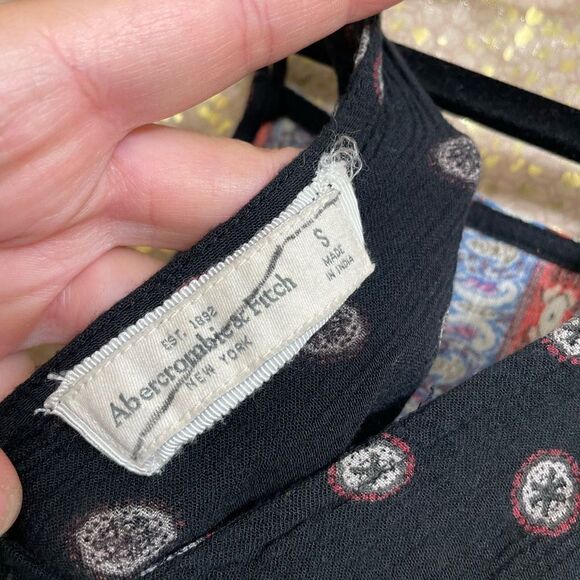 EST. 1892
Abercrombie & Fitch
NEW YORK
S
MADE
IN INDIA